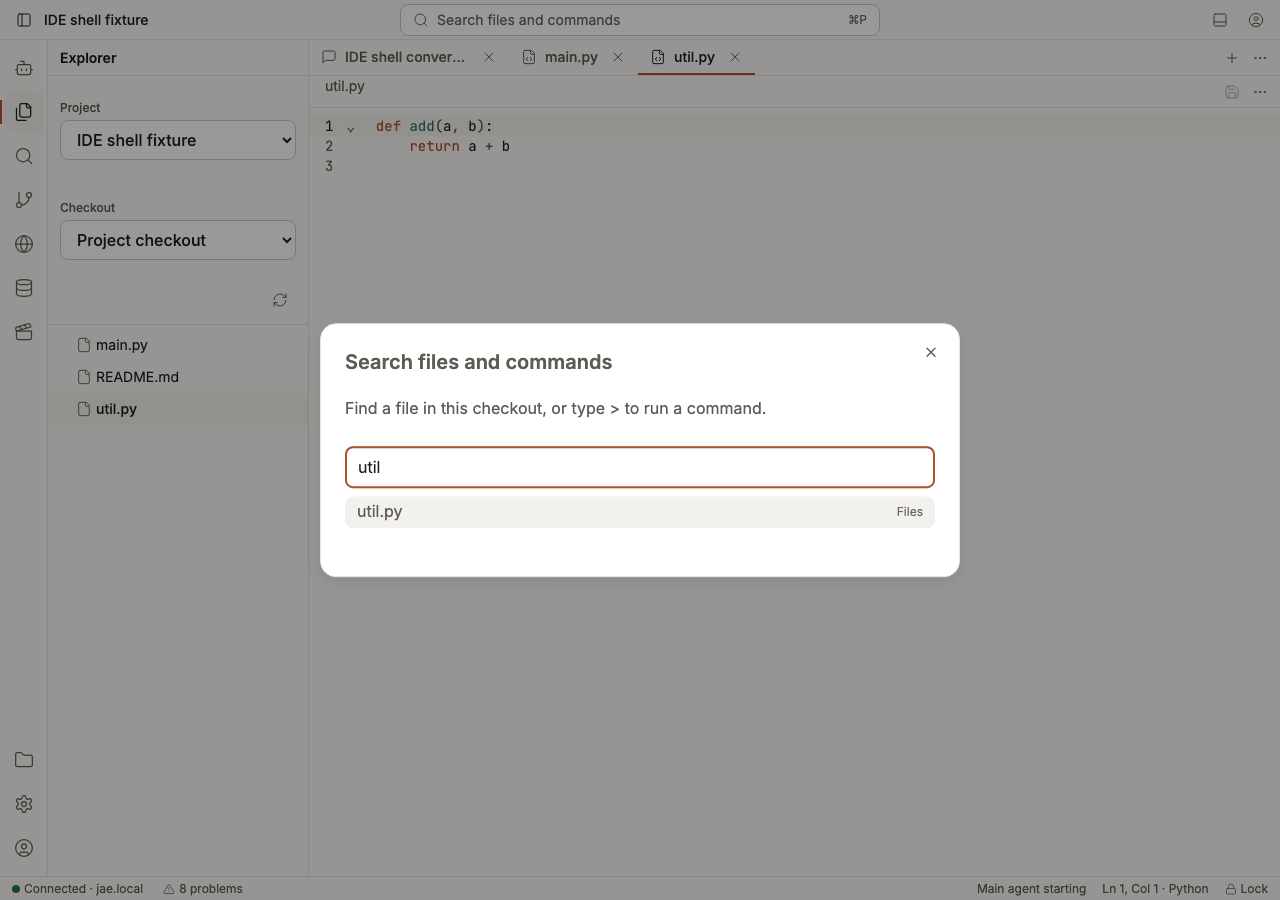 IDE shell fixture
Search files and commands ⌘P
Explorer
IDE shell conver...
main.py
util.py
util.py
Project
IDE shell fixture
Checkout
Project checkout
main.py
README.md
util.py
1 def add(a, b):
2 return a + b
3
Search files and commands
Find a file in this checkout, or type > to run a command.
util
util.py Files
Connected · jae.local 8 problems Main agent starting Ln 1, Col 1 · Python Lock